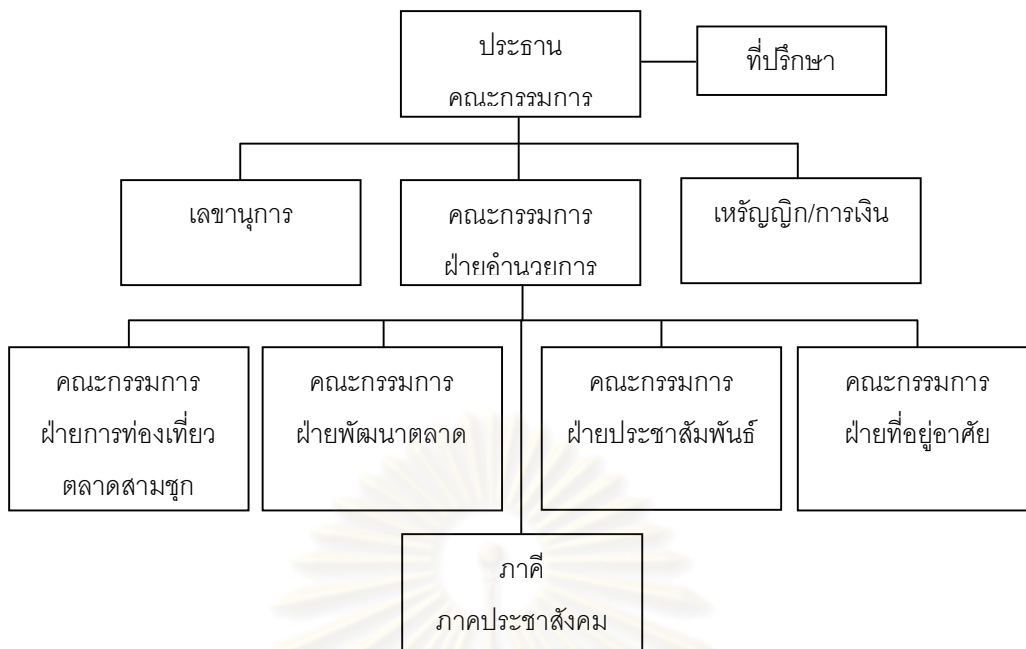 ประธาน
คณะกรรมการ
ที่ปรึกษา
เลขานุการ
คณะกรรมการ
ฝ่ายคำนวยการ
เหรัญญิก/การเงิน
คณะกรรมการ
ฝ่ายการท่องเที่ยว
ตลาดสามชุก
คณะกรรมการ
ฝ่ายพัฒนาตลาด
คณะกรรมการ
ฝ่ายประชาสัมพันธ์
คณะกรรมการ
ฝ่ายที่อยู่อาศัย
ภาคี
ภาคประชาสังคม